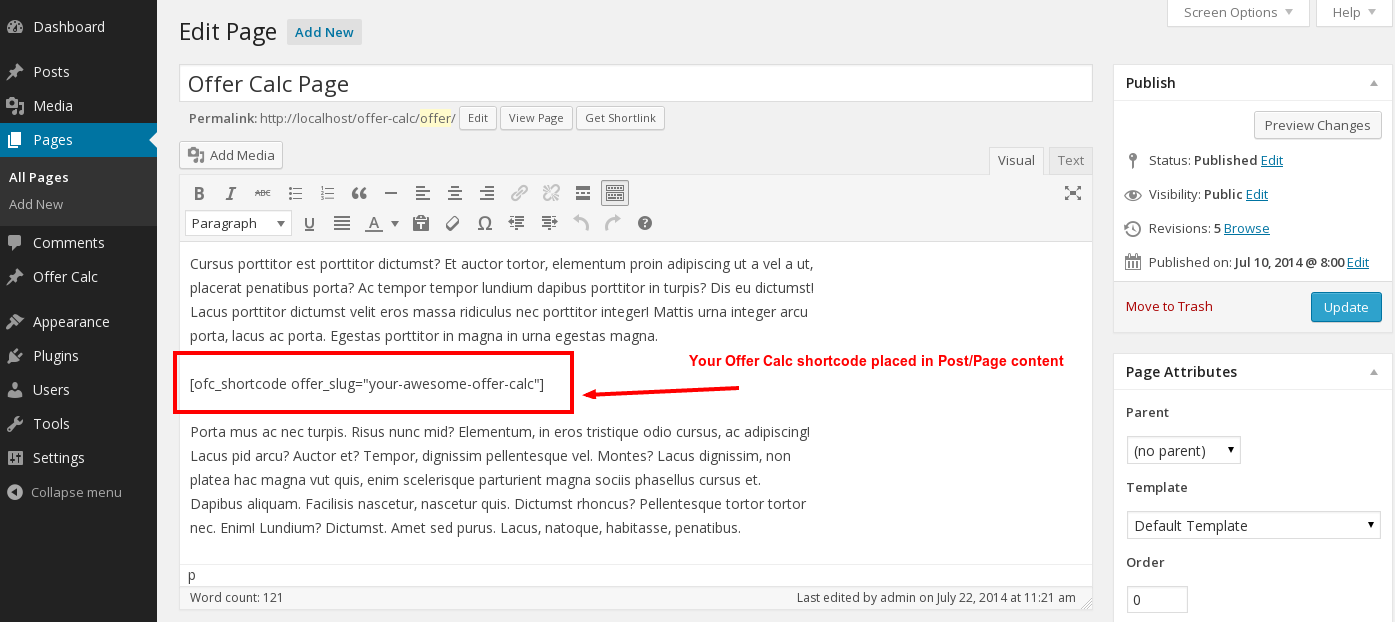 Dashboard
Posts
Media
Pages
All Pages
Add New
Comments
Offer Calc
Appearance
Plugins
Users
Tools
Settings
Collapse menu
Screen Options
Help
Edit Page Add New
Offer Calc Page
Permalink: http://localhost/offer-calc/offer/ Edit View Page Get Shortlink
Add Media
Visual Text
B I ABC
Paragraph U A Ω
Cursus porttitor est porttitor dictumst? Et auctor tortor, elementum proin adipiscing ut a vel a ut,
placerat penatibus porta? Ac tempor tempor lundium dapibus porttitor in turpis? Dis eu dictumst!
Lacus porttitor dictumst velit eros massa ridiculus nec porttitor integer! Mattis urna integer arcu
porta, lacus ac porta. Egestas porttitor in magna in urna egestas magna.
Your Offer Calc shortcode placed in Post/Page content
[ofc_shortcode offer_slug="your-awesome-offer-calc"]
Porta mus ac nec turpis. Risus nunc mid? Elementum, in eros tristique odio cursus, ac adipiscing!
Lacus pid arcu? Auctor et? Tempor, dignissim pellentesque vel. Montes? Lacus dignissim, non
platea hac magna vut quis, enim scelerisque parturient magna sociis phasellus cursus et.
Dapibus aliquam. Facilisis nascetur, nascetur quis. Dictumst rhoncus? Pellentesque tortor tortor
nec. Enim! Lundium? Dictumst. Amet sed purus. Lacus, natoque, habitasse, penatibus.
p
Word count: 121
Last edited by admin on July 22, 2014 at 11:21 am
Publish
Preview Changes
Status: Published Edit
Visibility: Public Edit
Revisions: 5 Browse
Published on: Jul 10, 2014 @ 8:00 Edit
Move to Trash
Update
Page Attributes
Parent
(no parent)
Template
Default Template
Order
0